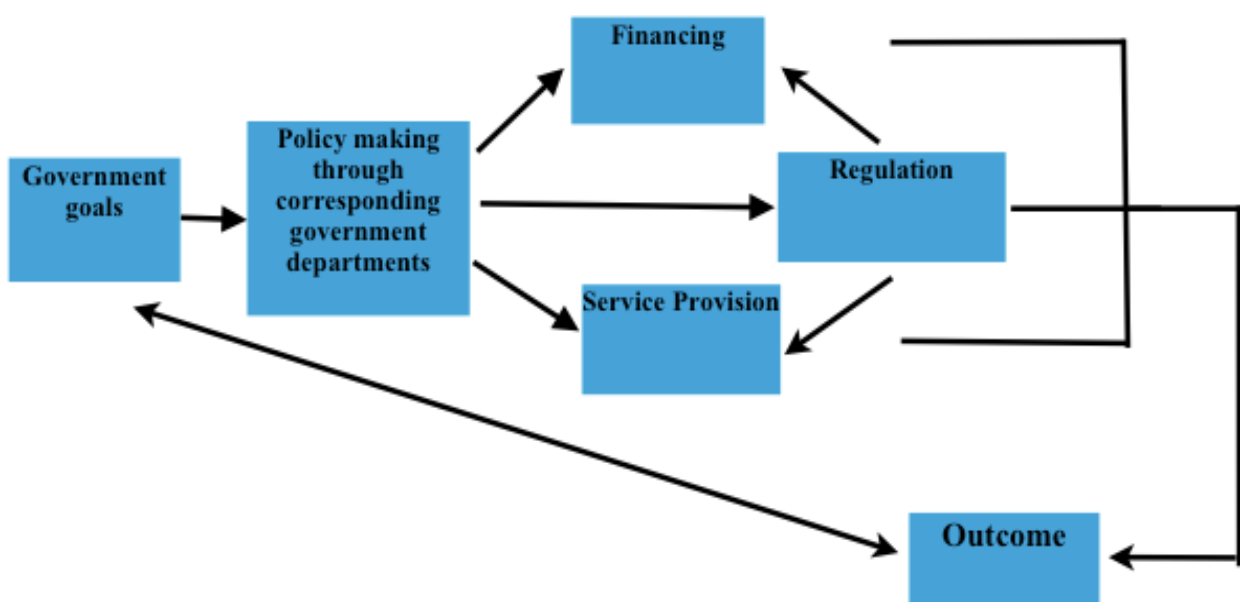 Financing
Policy making
through
corresponding
government
departments
Government
goals
Regulation
Service Provision
Outcome